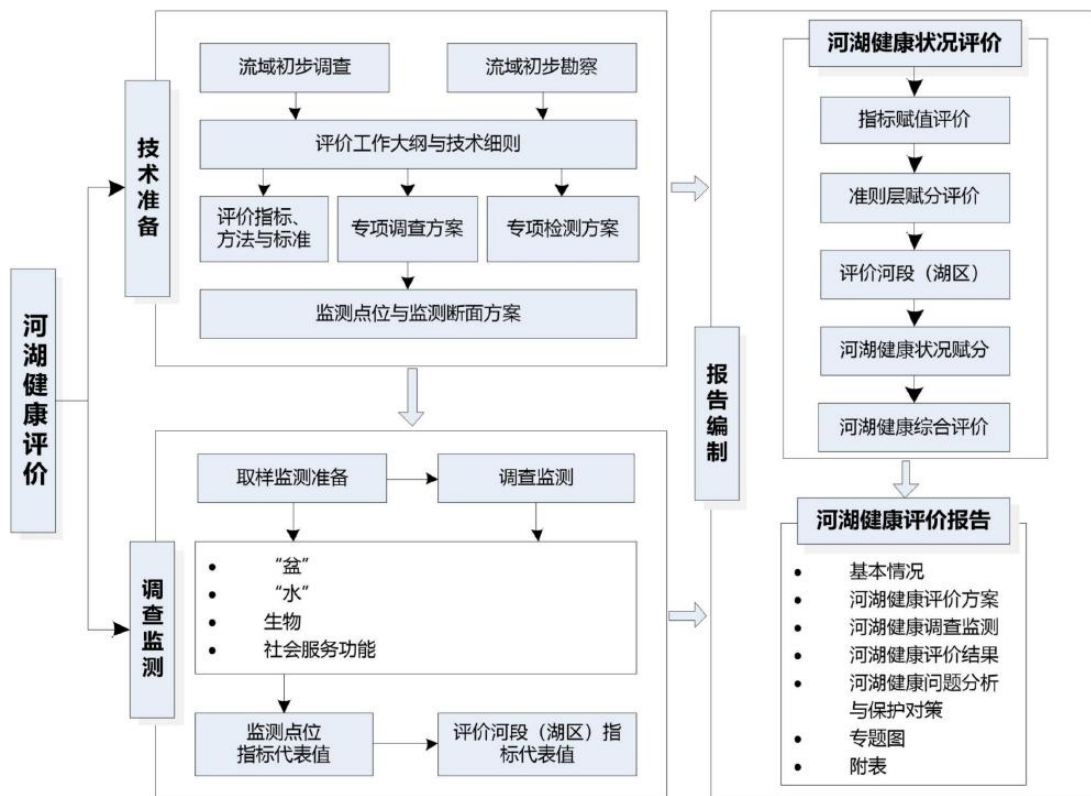 河湖健康评价
技术准备
流域初步调查
流域初步勘察
评价工作大纲与技术细则
评价指标、
方法与标准
专项调查方案
专项检测方案
监测点位与监测断面方案
调查监测
取样监测准备
调查监测
• “盆”
• “水”
• 生物
• 社会服务功能
监测点位
指标代表值
评价河段（湖区）指
标代表值
报告编制
河湖健康状况评价
指标赋值评价
准则层赋分评价
评价河段（湖区）
河湖健康状况赋分
河湖健康综合评价
河湖健康评价报告
• 基本情况
• 河湖健康评价方案
• 河湖健康调查监测
• 河湖健康评价结果
• 河湖健康问题分析
与保护对策
• 专题图
• 附表